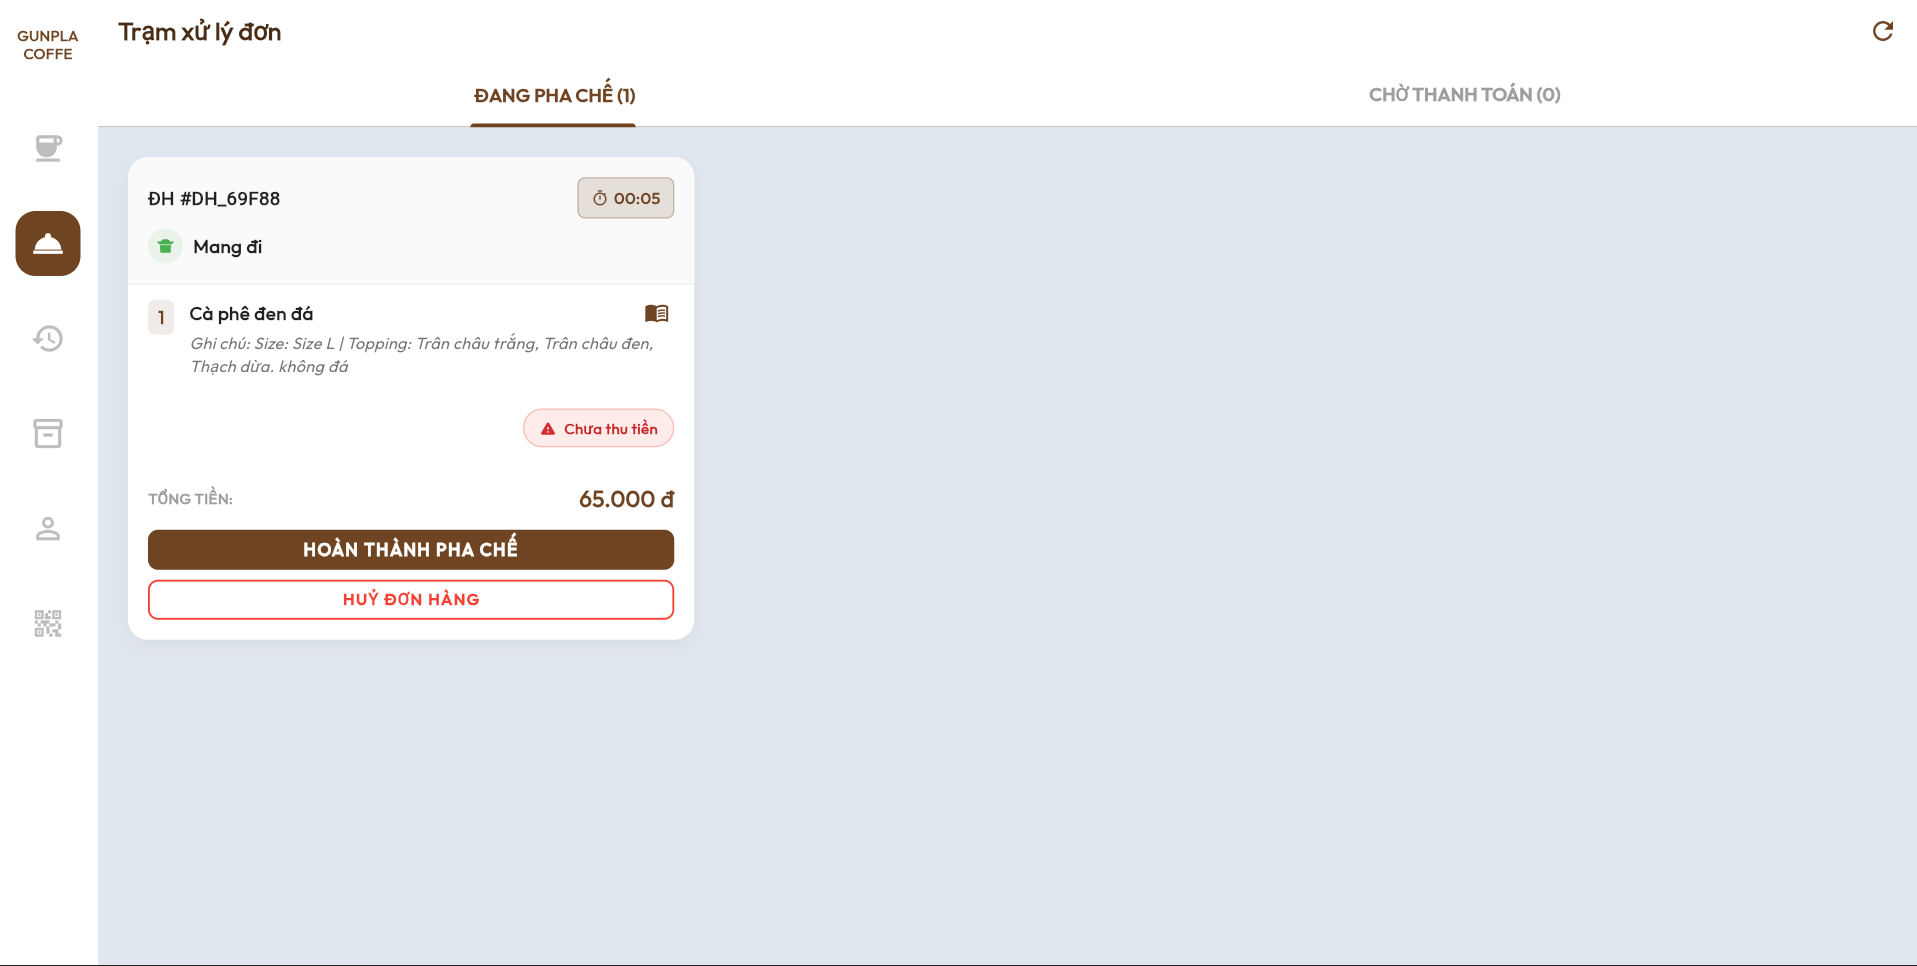 GUNPLA
COFFE
Trạm xử lý đơn
ĐANG PHA CHẾ (1)
CHỜ THANH TOÁN (0)
ĐH #DH_69F88
00:05
Mang đi
1
Cà phê đen đá
Ghi chú: Size: Size L | Topping: Trân châu trắng, Trân châu đen,
Thạch dừa. không đá
Chưa thu tiền
TỔNG TIỀN:
65.000 đ
HOÀN THÀNH PHA CHẾ
HUỶ ĐƠN HÀNG